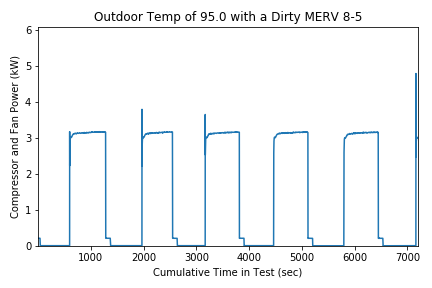 Outdoor Temp of 95.0 with a Dirty MERV 8-5
Compressor and Fan Power (kW)
6
5
4
3
2
1
0
1000 2000 3000 4000 5000 6000 7000
Cumulative Time in Test (sec)